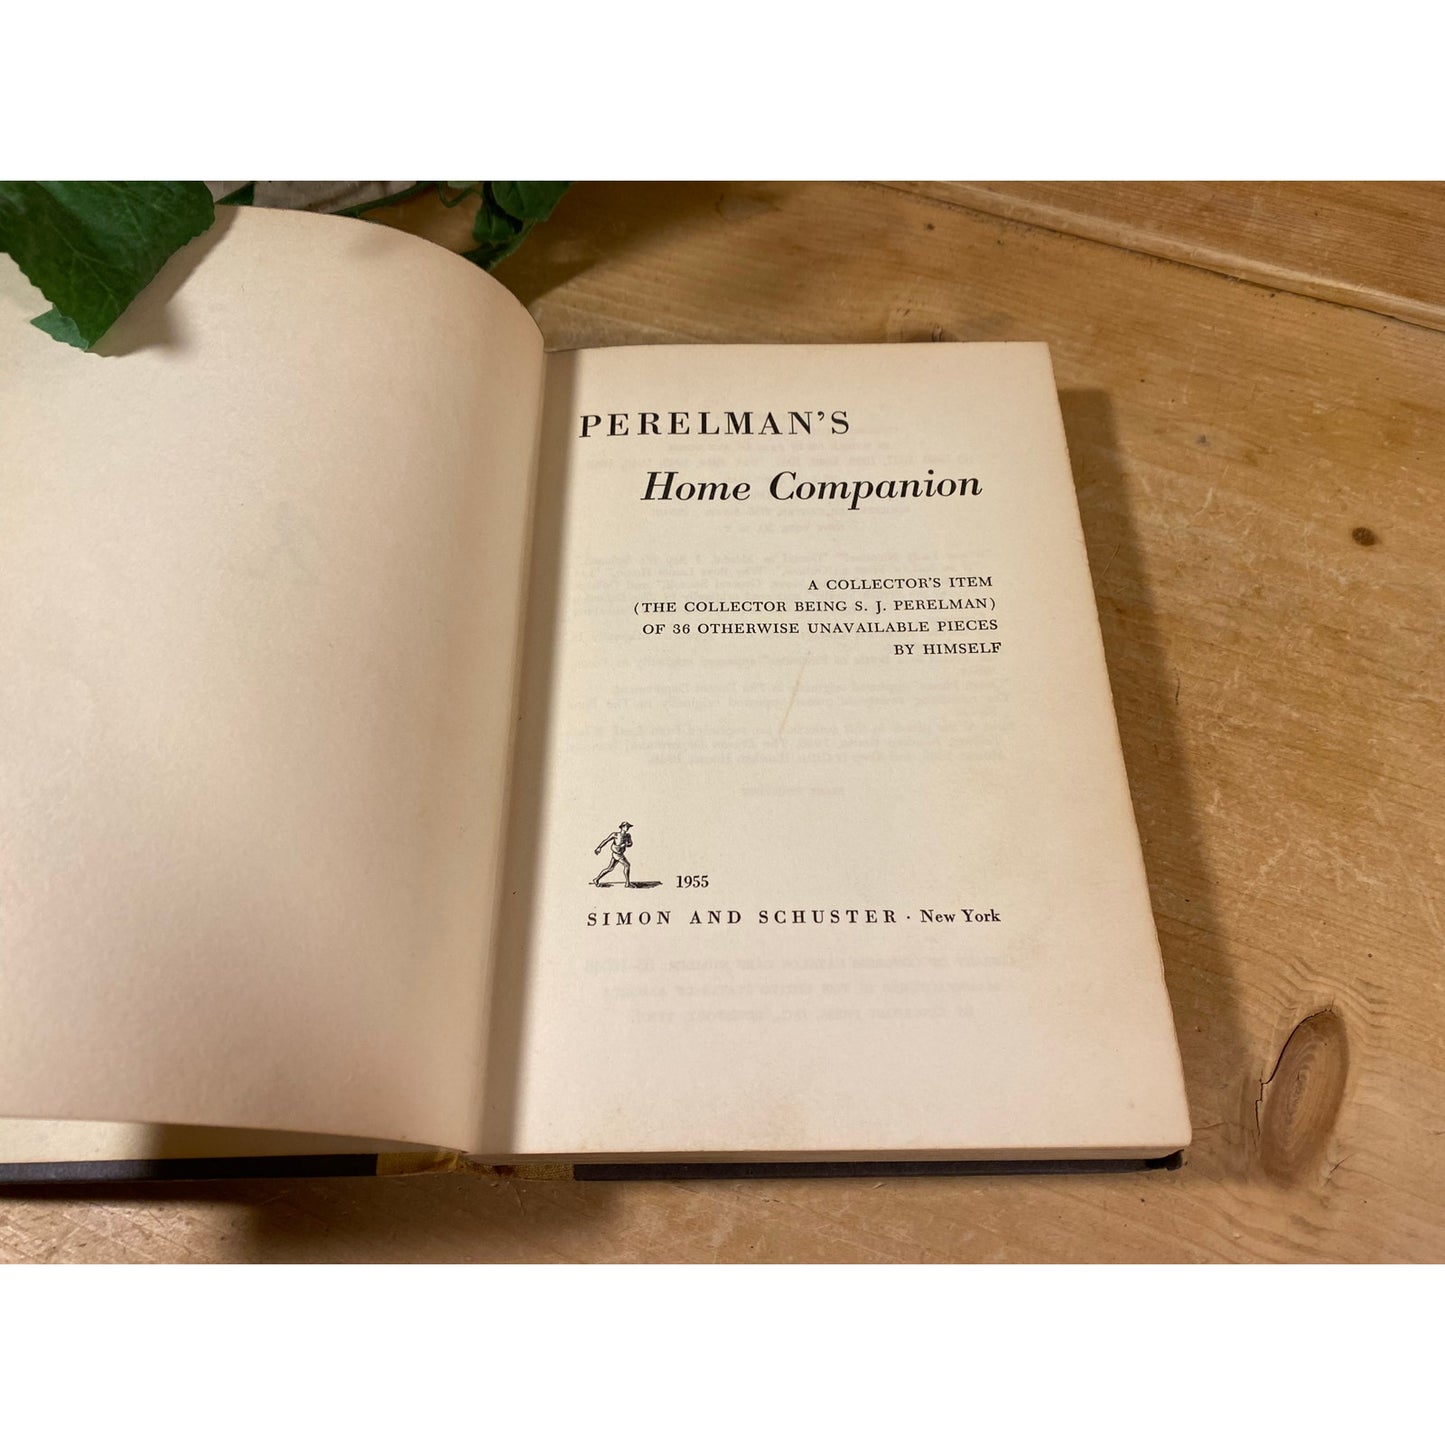 PERELMAN'S
Home Companion
A COLLECTOR'S ITEM
(THE COLLECTOR BEING S. J. PERELMAN)
OF 36 OTHERWISE UNAVAILABLE PIECES
BY HIMSELF
1955
SIMON AND SCHUSTER · New York